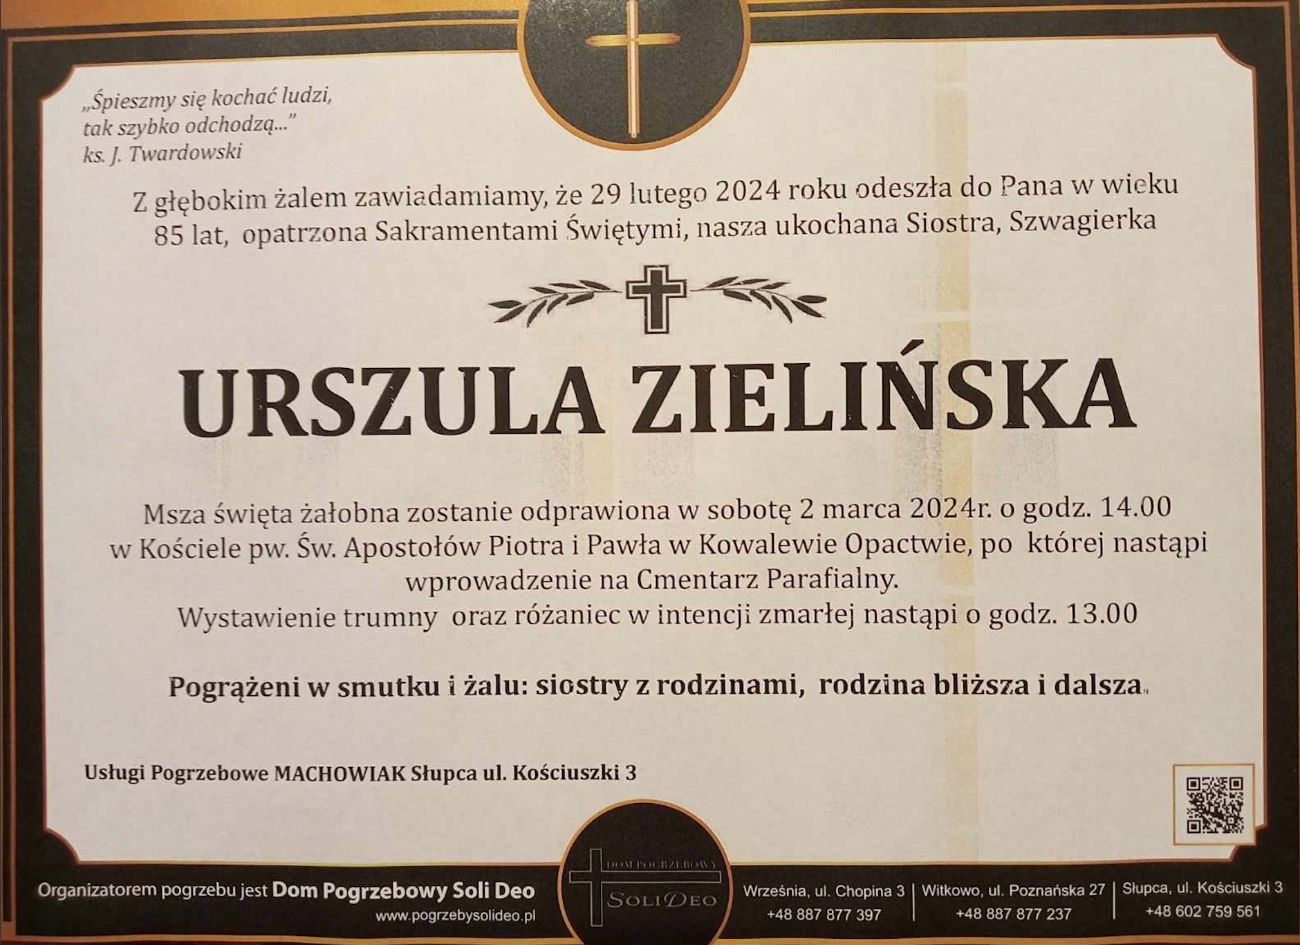 „Śpieszmy się kochać ludzi,
tak szybko odchodzą..."
ks. J. Twardowski
Z głębokim żalem zawiadamiamy, że 29 lutego 2024 roku odeszła do Pana w wieku
85 lat, opatrzona Sakramentami Świętymi, nasza ukochana Siostra, Szwagierka
URSZULA ZIELIŃSKA
Msza święta żałobna zostanie odprawiona w sobotę 2 marca 2024r. o godz. 14.00
w Kościele pw. Św. Apostołów Piotra i Pawła w Kowalewie Opactwie, po której nastąpi
wprowadzenie na Cmentarz Parafialny.
Wystawienie trumny oraz różaniec w intencji zmarłej nastąpi o godz. 13.00
Pogrążeni w smutku i żalu: siostry z rodzinami, rodzina bliższa i dalsza.
Usługi Pogrzebowe MACHOWIAK Słupca ul. Kościuszki 3
Organizatorem pogrzebu jest Dom Pogrzebowy Soli Deo
www.pogrzebysolideo.pl
DOM POGRZEBOWY
SOLI DEO
Września, ul. Chopina 3
+48 887 877 397
Witkowo, ul. Poznańska 27
+48 887 877 237
Słupca, ul. Kościuszki 3
+48 602 759 561